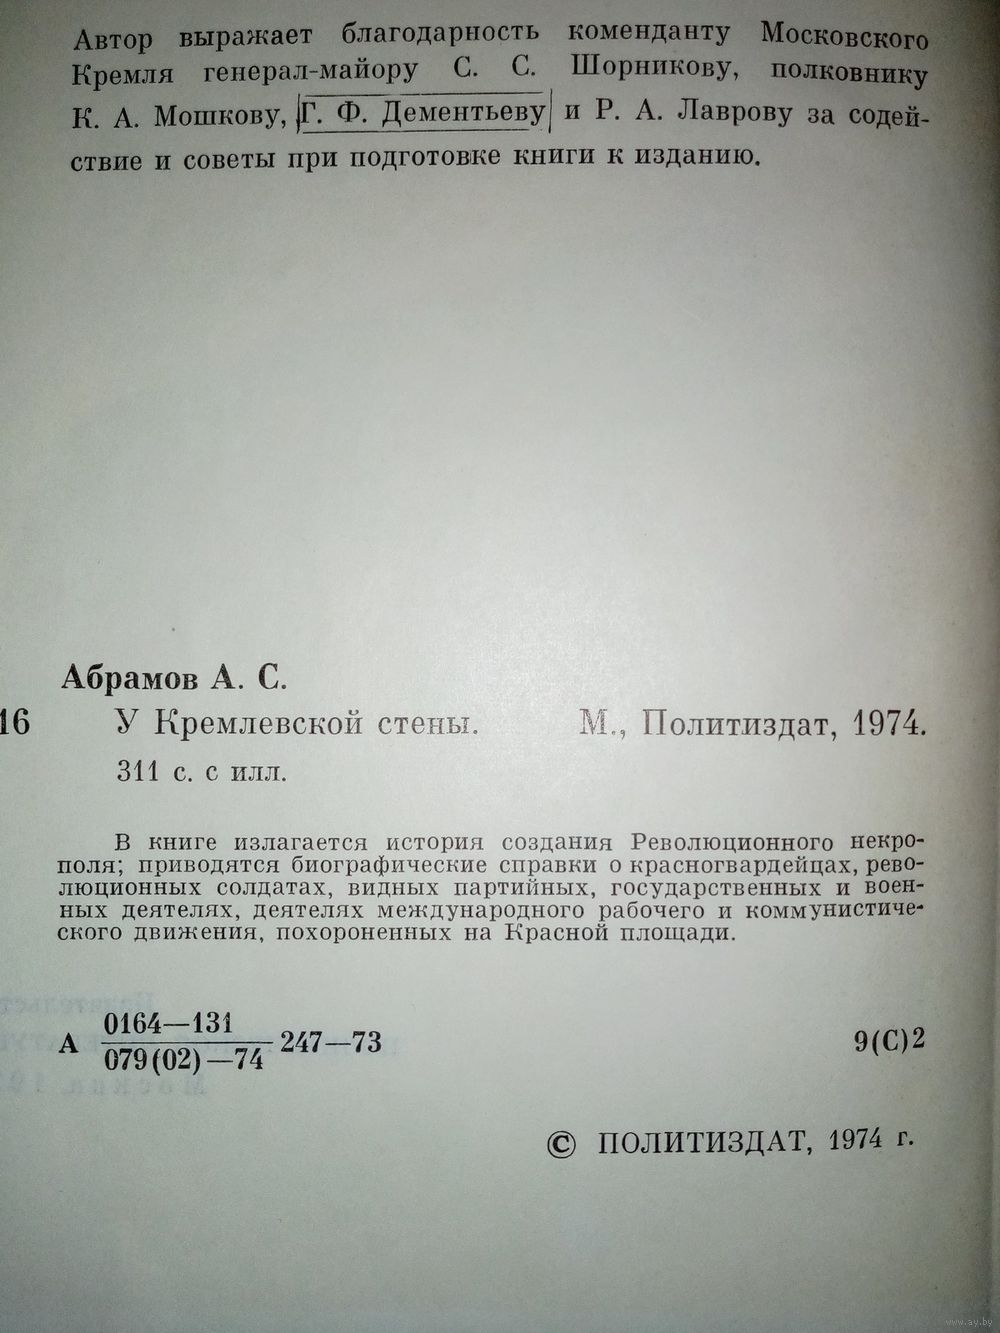 Автор выражает благодарность коменданту Московского
Кремля генерал-майору С. С. Шорникову, полковнику
К. А. Мошкову, Г. Ф. Дементьеву и Р. А. Лаврову за содей-
ствие и советы при подготовке книги к изданию.
Абрамов А. С.
16 У Кремлевской стены. М., Политиздат, 1974.
311 с. с илл.
В книге излагается история создания Революционного некро-
поля; приводятся биографические справки о красногвардейцах, рево-
люционных солдатах, видных партийных, государственных и воен-
ных деятелях, деятелях международного рабочего и коммунистиче-
ского движения, похороненных на Красной площади.
0164—131
А 247—73 9(С)2
079(02)—74
© ПОЛИТИЗДАТ, 1974 г.
www.ay.by